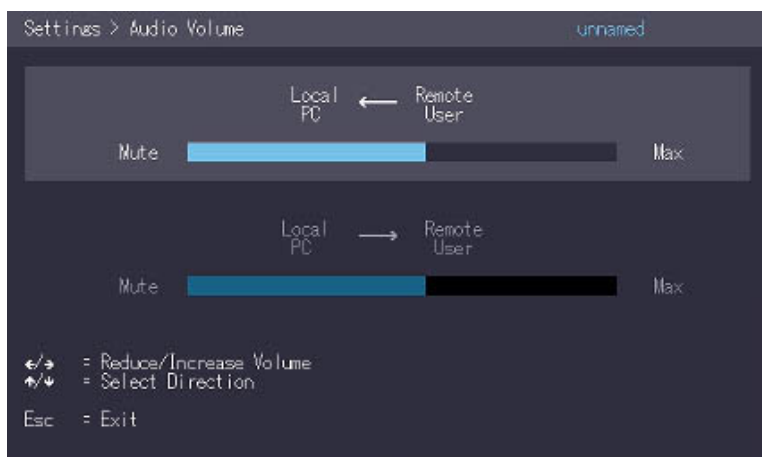 Settings > Audio Volume unnamed
Local ← Remote
PC User
Mute Max
Local → Remote
PC User
Mute Max
←/→ = Reduce/Increase Volume
↑/↓ = Select Direction
Esc = Exit